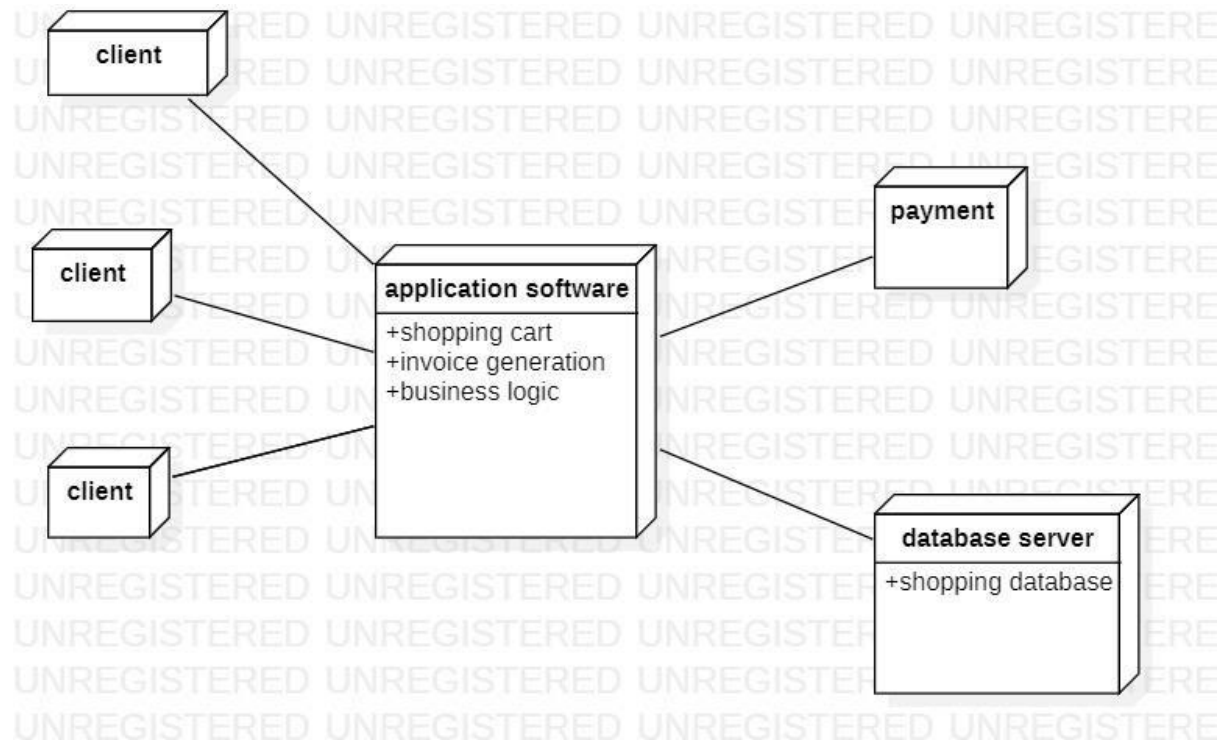 client
client
client
application software
+shopping cart
+invoice generation
+business logic
payment
database server
+shopping database
UNREGISTERED UNREGISTERED UNREGISTERED UNREGISTERE